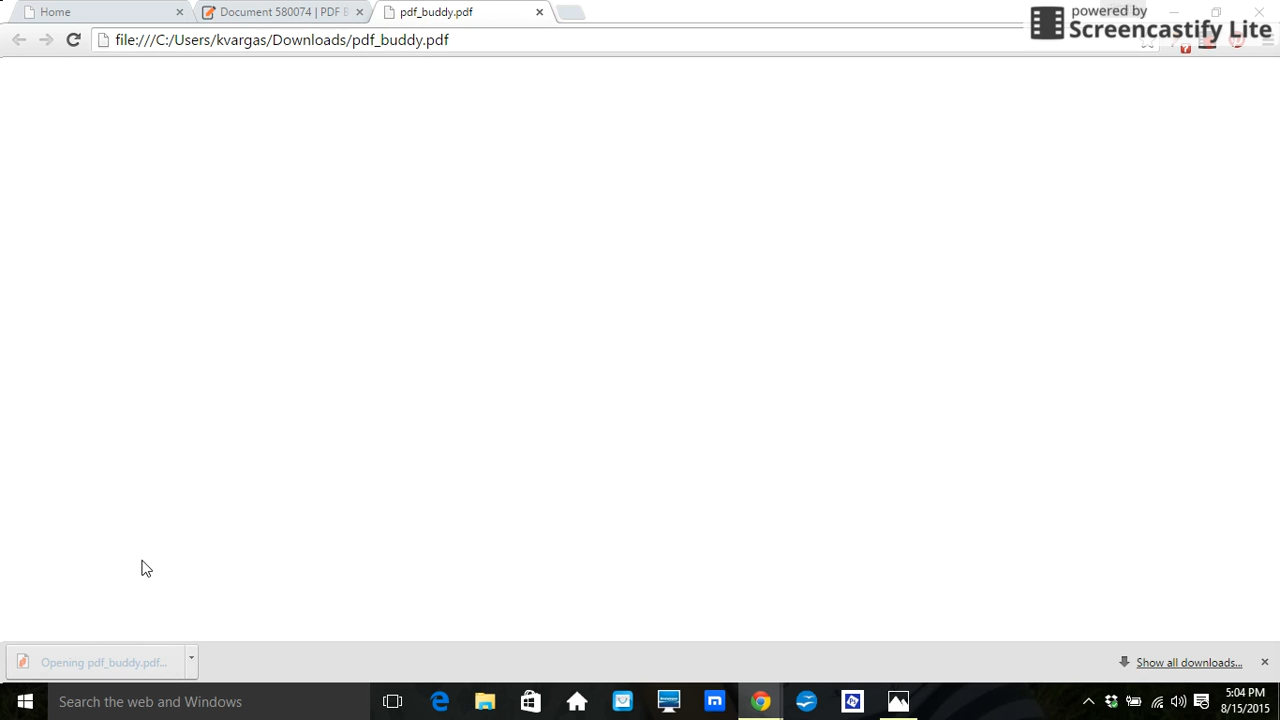 Home
Document 580074 | PDF B
pdf_buddy.pdf
powered by
Screencastify Lite
file:///C:/Users/kvargas/Downloads/pdf_buddy.pdf
Opening pdf_buddy.pdf...
Show all downloads...
Search the web and Windows
5:04 PM
8/15/2015